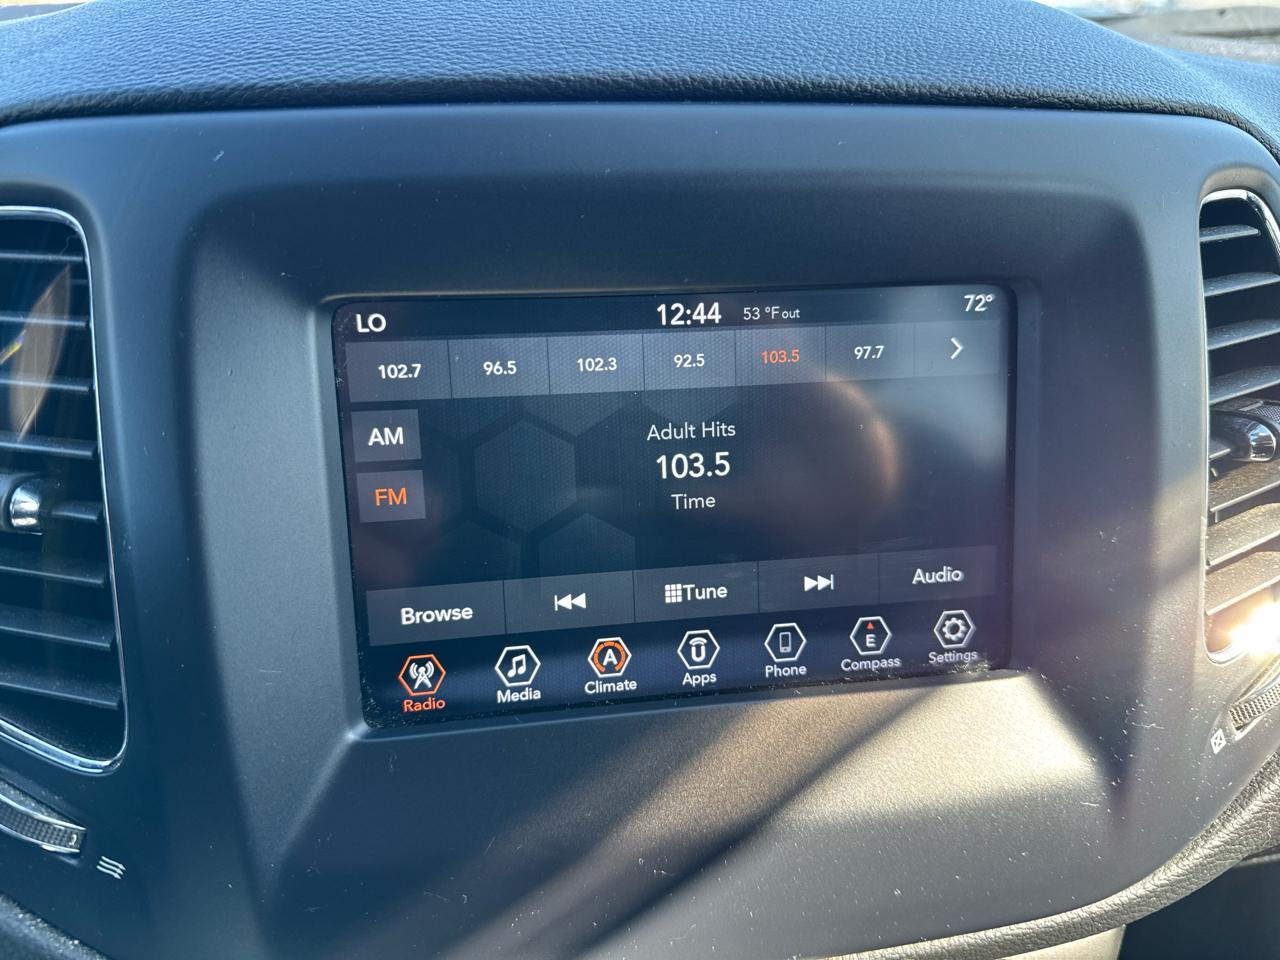 LO 12:44 53 °F out 72°
102.7 96.5 102.3 92.5 103.5 97.7
AM
FM
Adult Hits
103.5
Time
Browse Tune Audio
A U E
Radio Media Climate Apps Phone Compass Settings